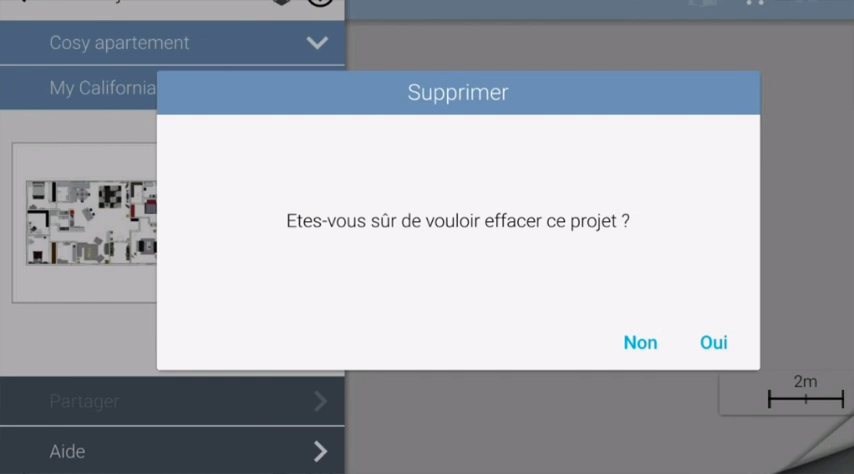 Cosy apartement
My California
Supprimer
Etes-vous sûr de vouloir effacer ce projet ?
Non
Oui
2m
Partager
Aide